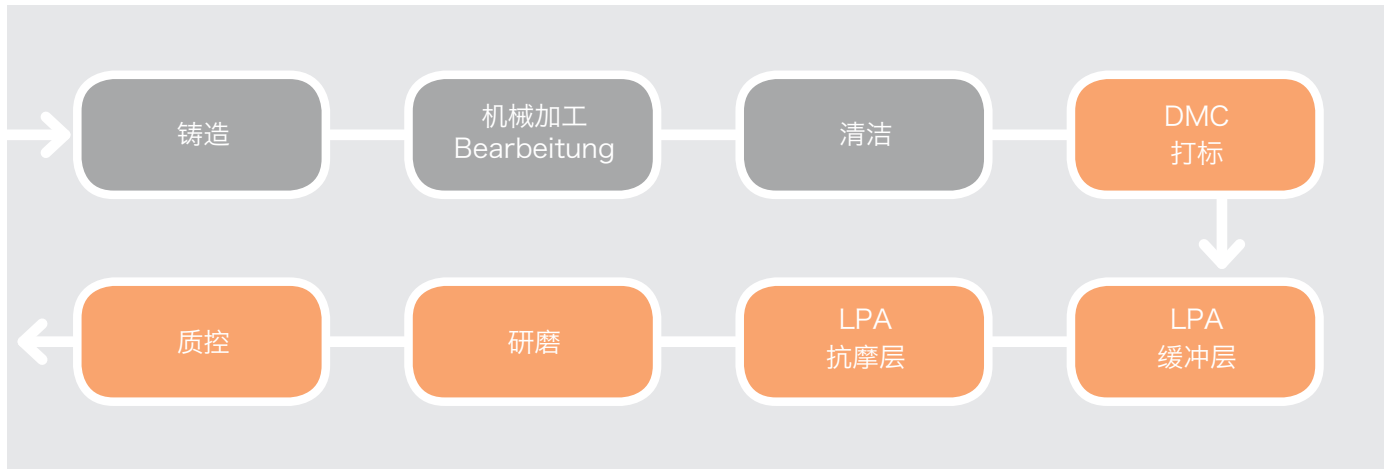 铸造
机械加工
Bearbeitung
清洁
DMC
打标
质控
研磨
LPA
抗摩层
LPA
缓冲层